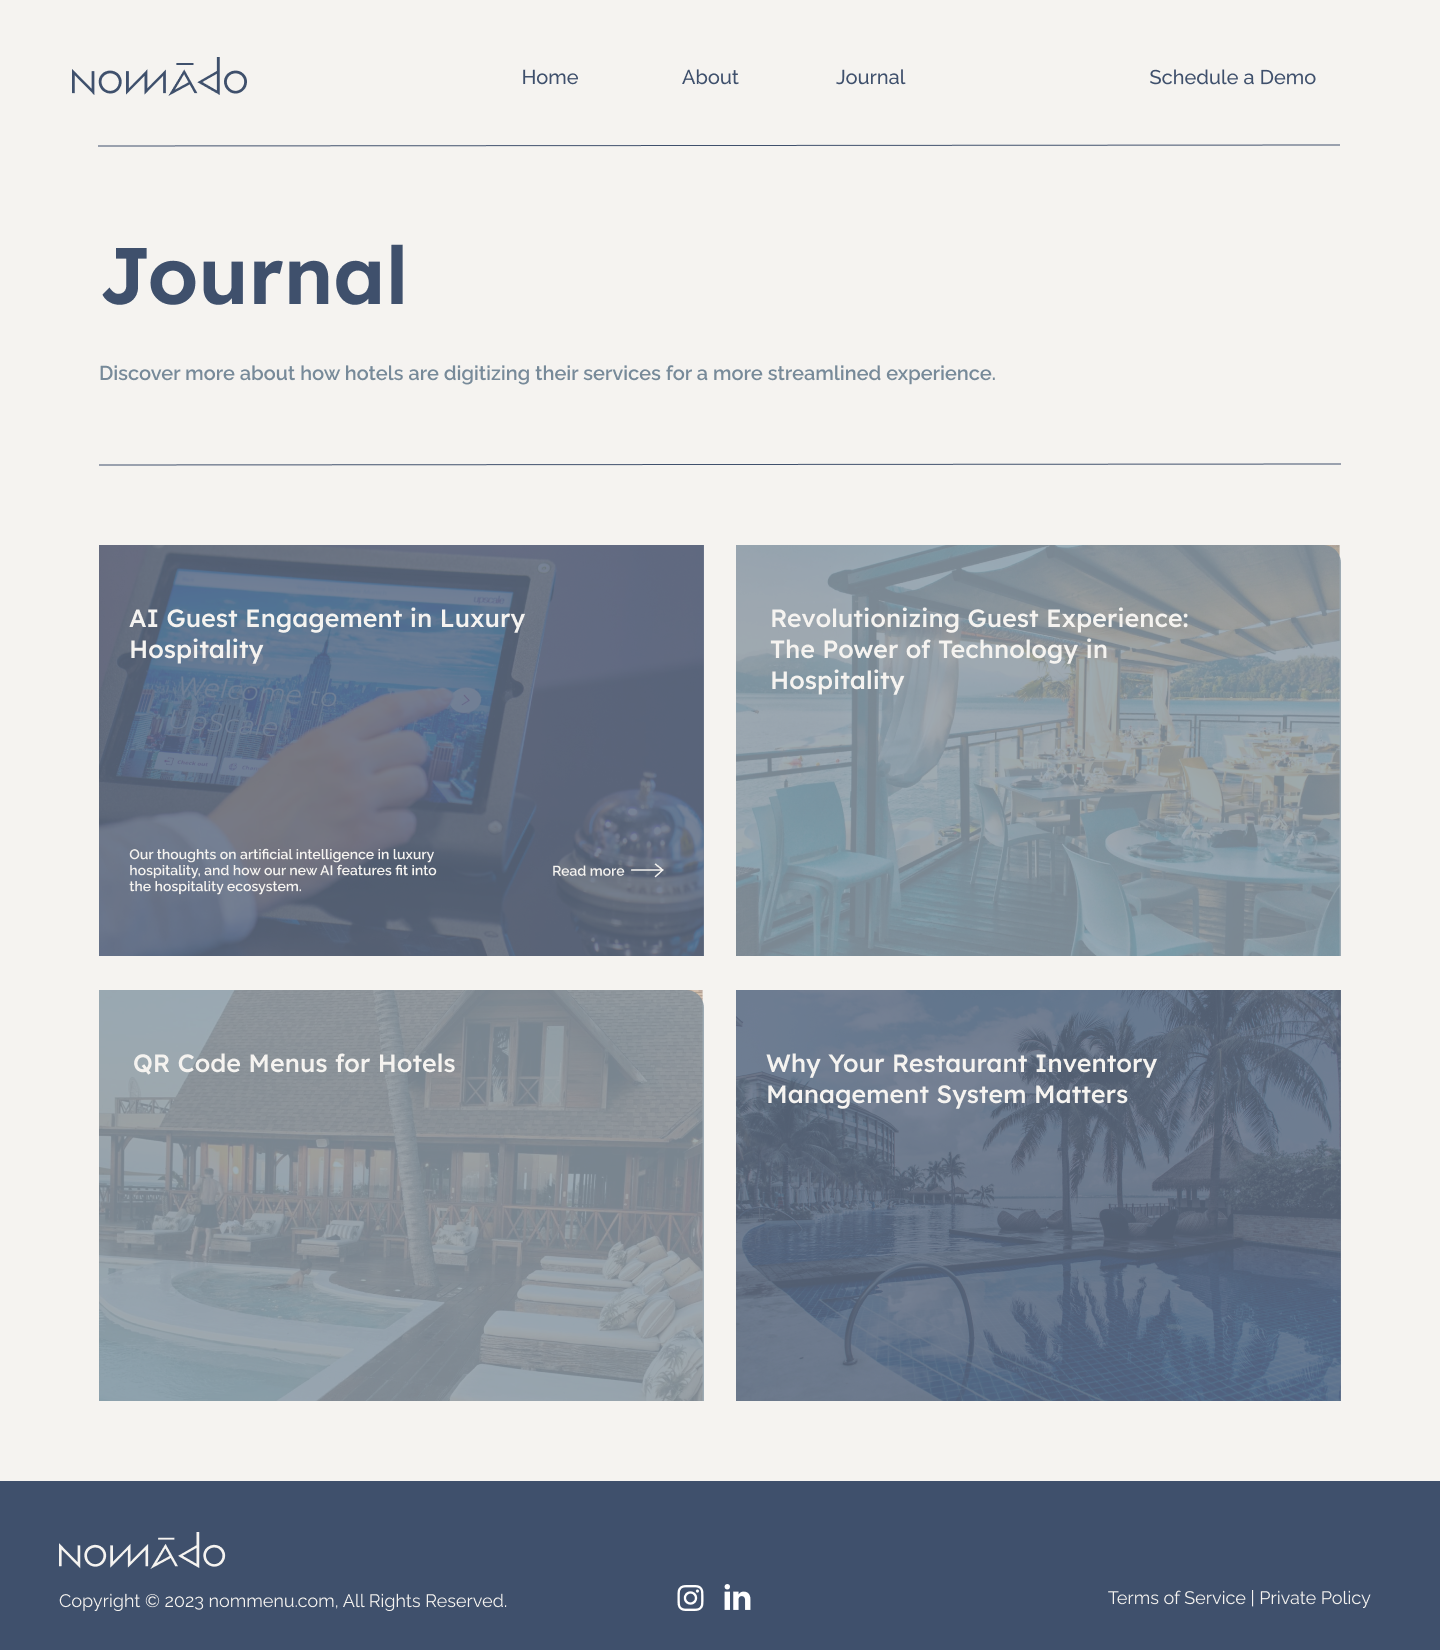 NOMĀDO
Home
About
Journal
Schedule a Demo
Journal
Discover more about how hotels are digitizing their services for a more streamlined experience.
AI Guest Engagement in Luxury
Hospitality
upscale
Welcome to
UpScale!
Our thoughts on artificial intelligence in luxury
hospitality, and how our new AI features fit into
the hospitality ecosystem.
Read more
Revolutionizing Guest Experience:
The Power of Technology in
Hospitality
QR Code Menus for Hotels
Why Your Restaurant Inventory
Management System Matters
NOMĀDO
Copyright © 2023 nommenu.com, All Rights Reserved.
in
Terms of Service | Private Policy